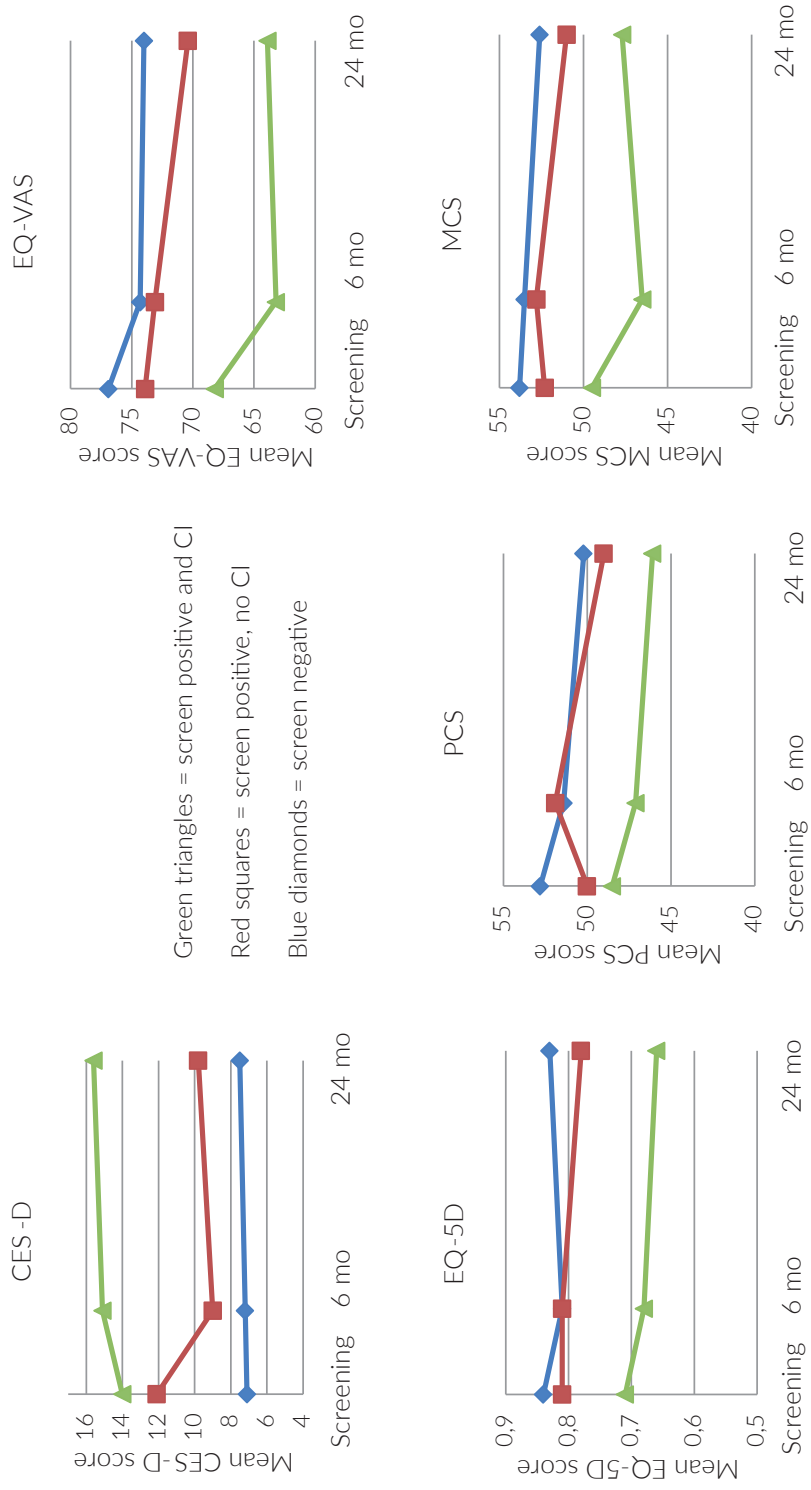 CES-D
Mean CES-D score
16
14
12
10
8
6
4
Screening 6 mo 24 mo
Green triangles = screen positive and CI
Red squares = screen positive, no CI
Blue diamonds = screen negative
EQ-VAS
Mean EQ-VAS score
80
75
70
65
60
Screening 6 mo 24 mo
EQ-5D
Mean EQ-5D score
0,9
0,8
0,7
0,6
0,5
Screening 6 mo 24 mo
PCS
Mean PCS score
55
50
45
40
Screening 6 mo 24 mo
MCS
Mean MCS score
55
50
45
40
Screening 6 mo 24 mo